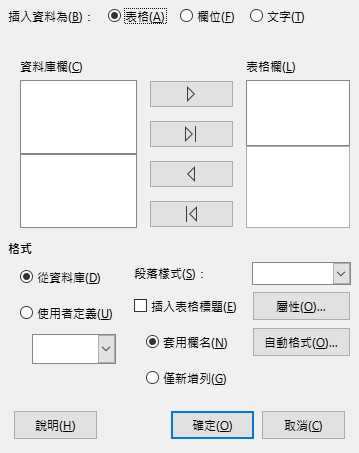 插入資料為(B)： 表格(A) 欄位(F) 文字(T)
資料庫欄(C) 表格欄(L)
格式
從資料庫(D) 段落樣式(S)：
使用者定義(U) 插入表格標題(E) 屬性(O)...
套用欄名(N) 自動格式(O)...
僅新增列(G)
說明(H) 確定(O) 取消(C)